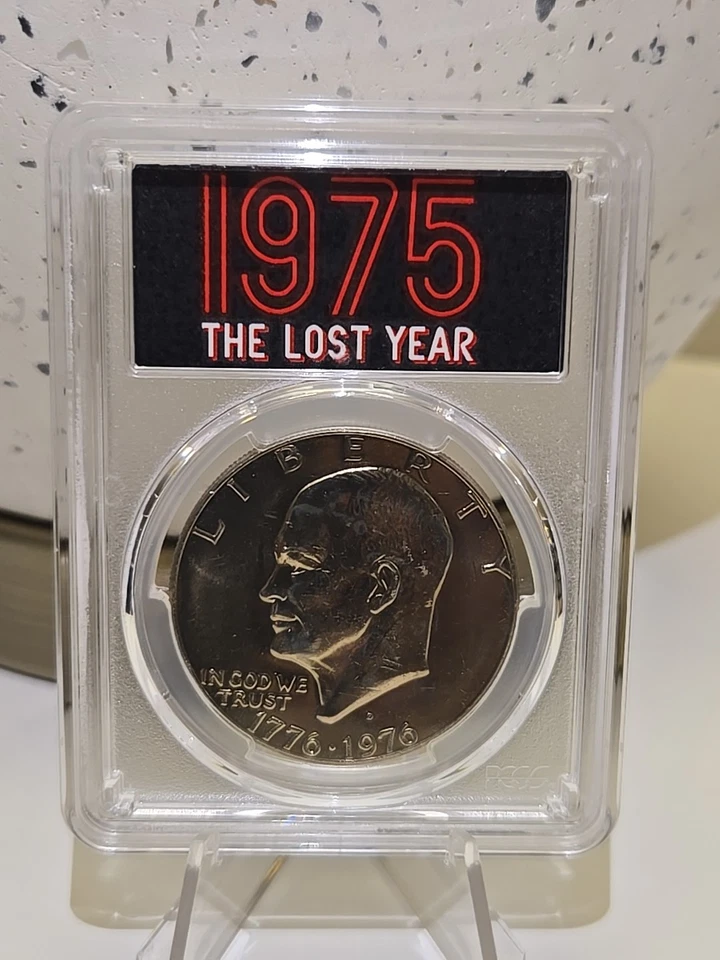 1975
THE LOST YEAR
LIBERTY
IN GOD WE
TRUST
D
1776·1976
PCGS